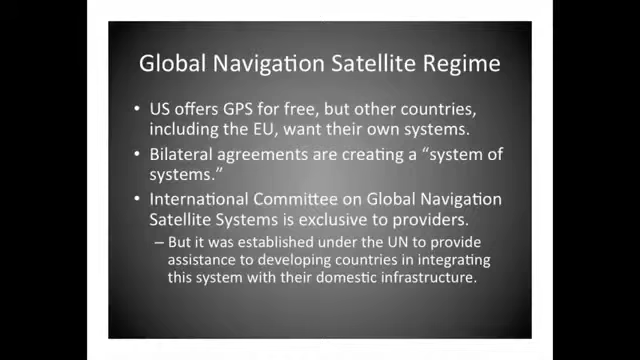 Global Navigation Satellite Regime
• US offers GPS for free, but other countries,
including the EU, want their own systems.
• Bilateral agreements are creating a “system of
systems.”
• International Committee on Global Navigation
Satellite Systems is exclusive to providers.
– But it was established under the UN to provide
assistance to developing countries in integrating
this system with their domestic infrastructure.